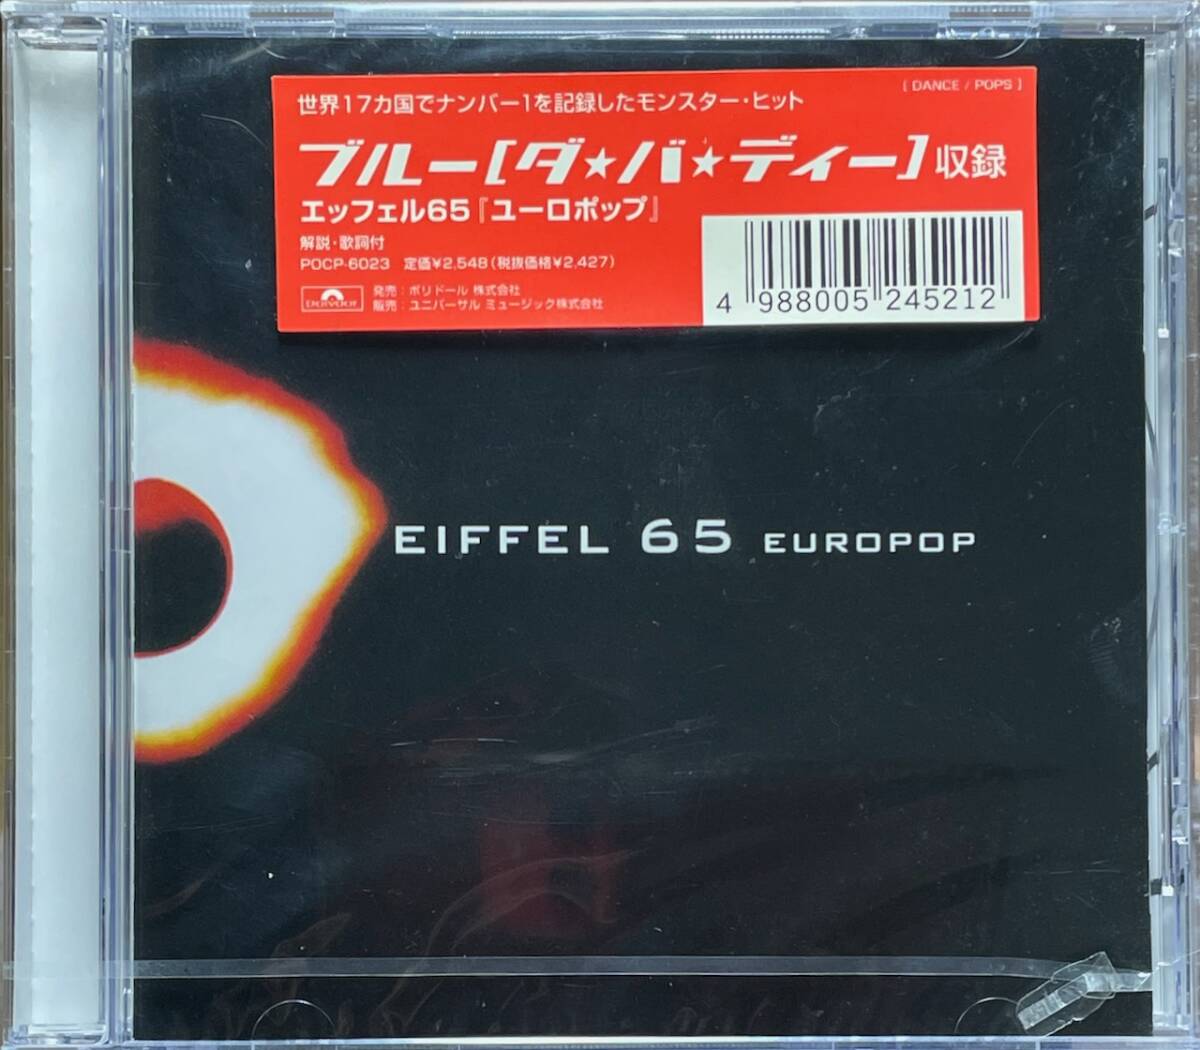 [ DANCE / POPS ]
世界17カ国でナンバー1を記録したモンスター・ヒット
ブルー[ダ★バ★ディー]収録
エッフェル65『ユーロポップ』
解説・歌詞付
POCP-6023 定価¥2,548(税抜価格¥2,427)
polydor
発売:ポリドール 株式会社
販売:ユニバーサル ミュージック株式会社
4 988005 245212
EIFFEL 65 EUROPOP